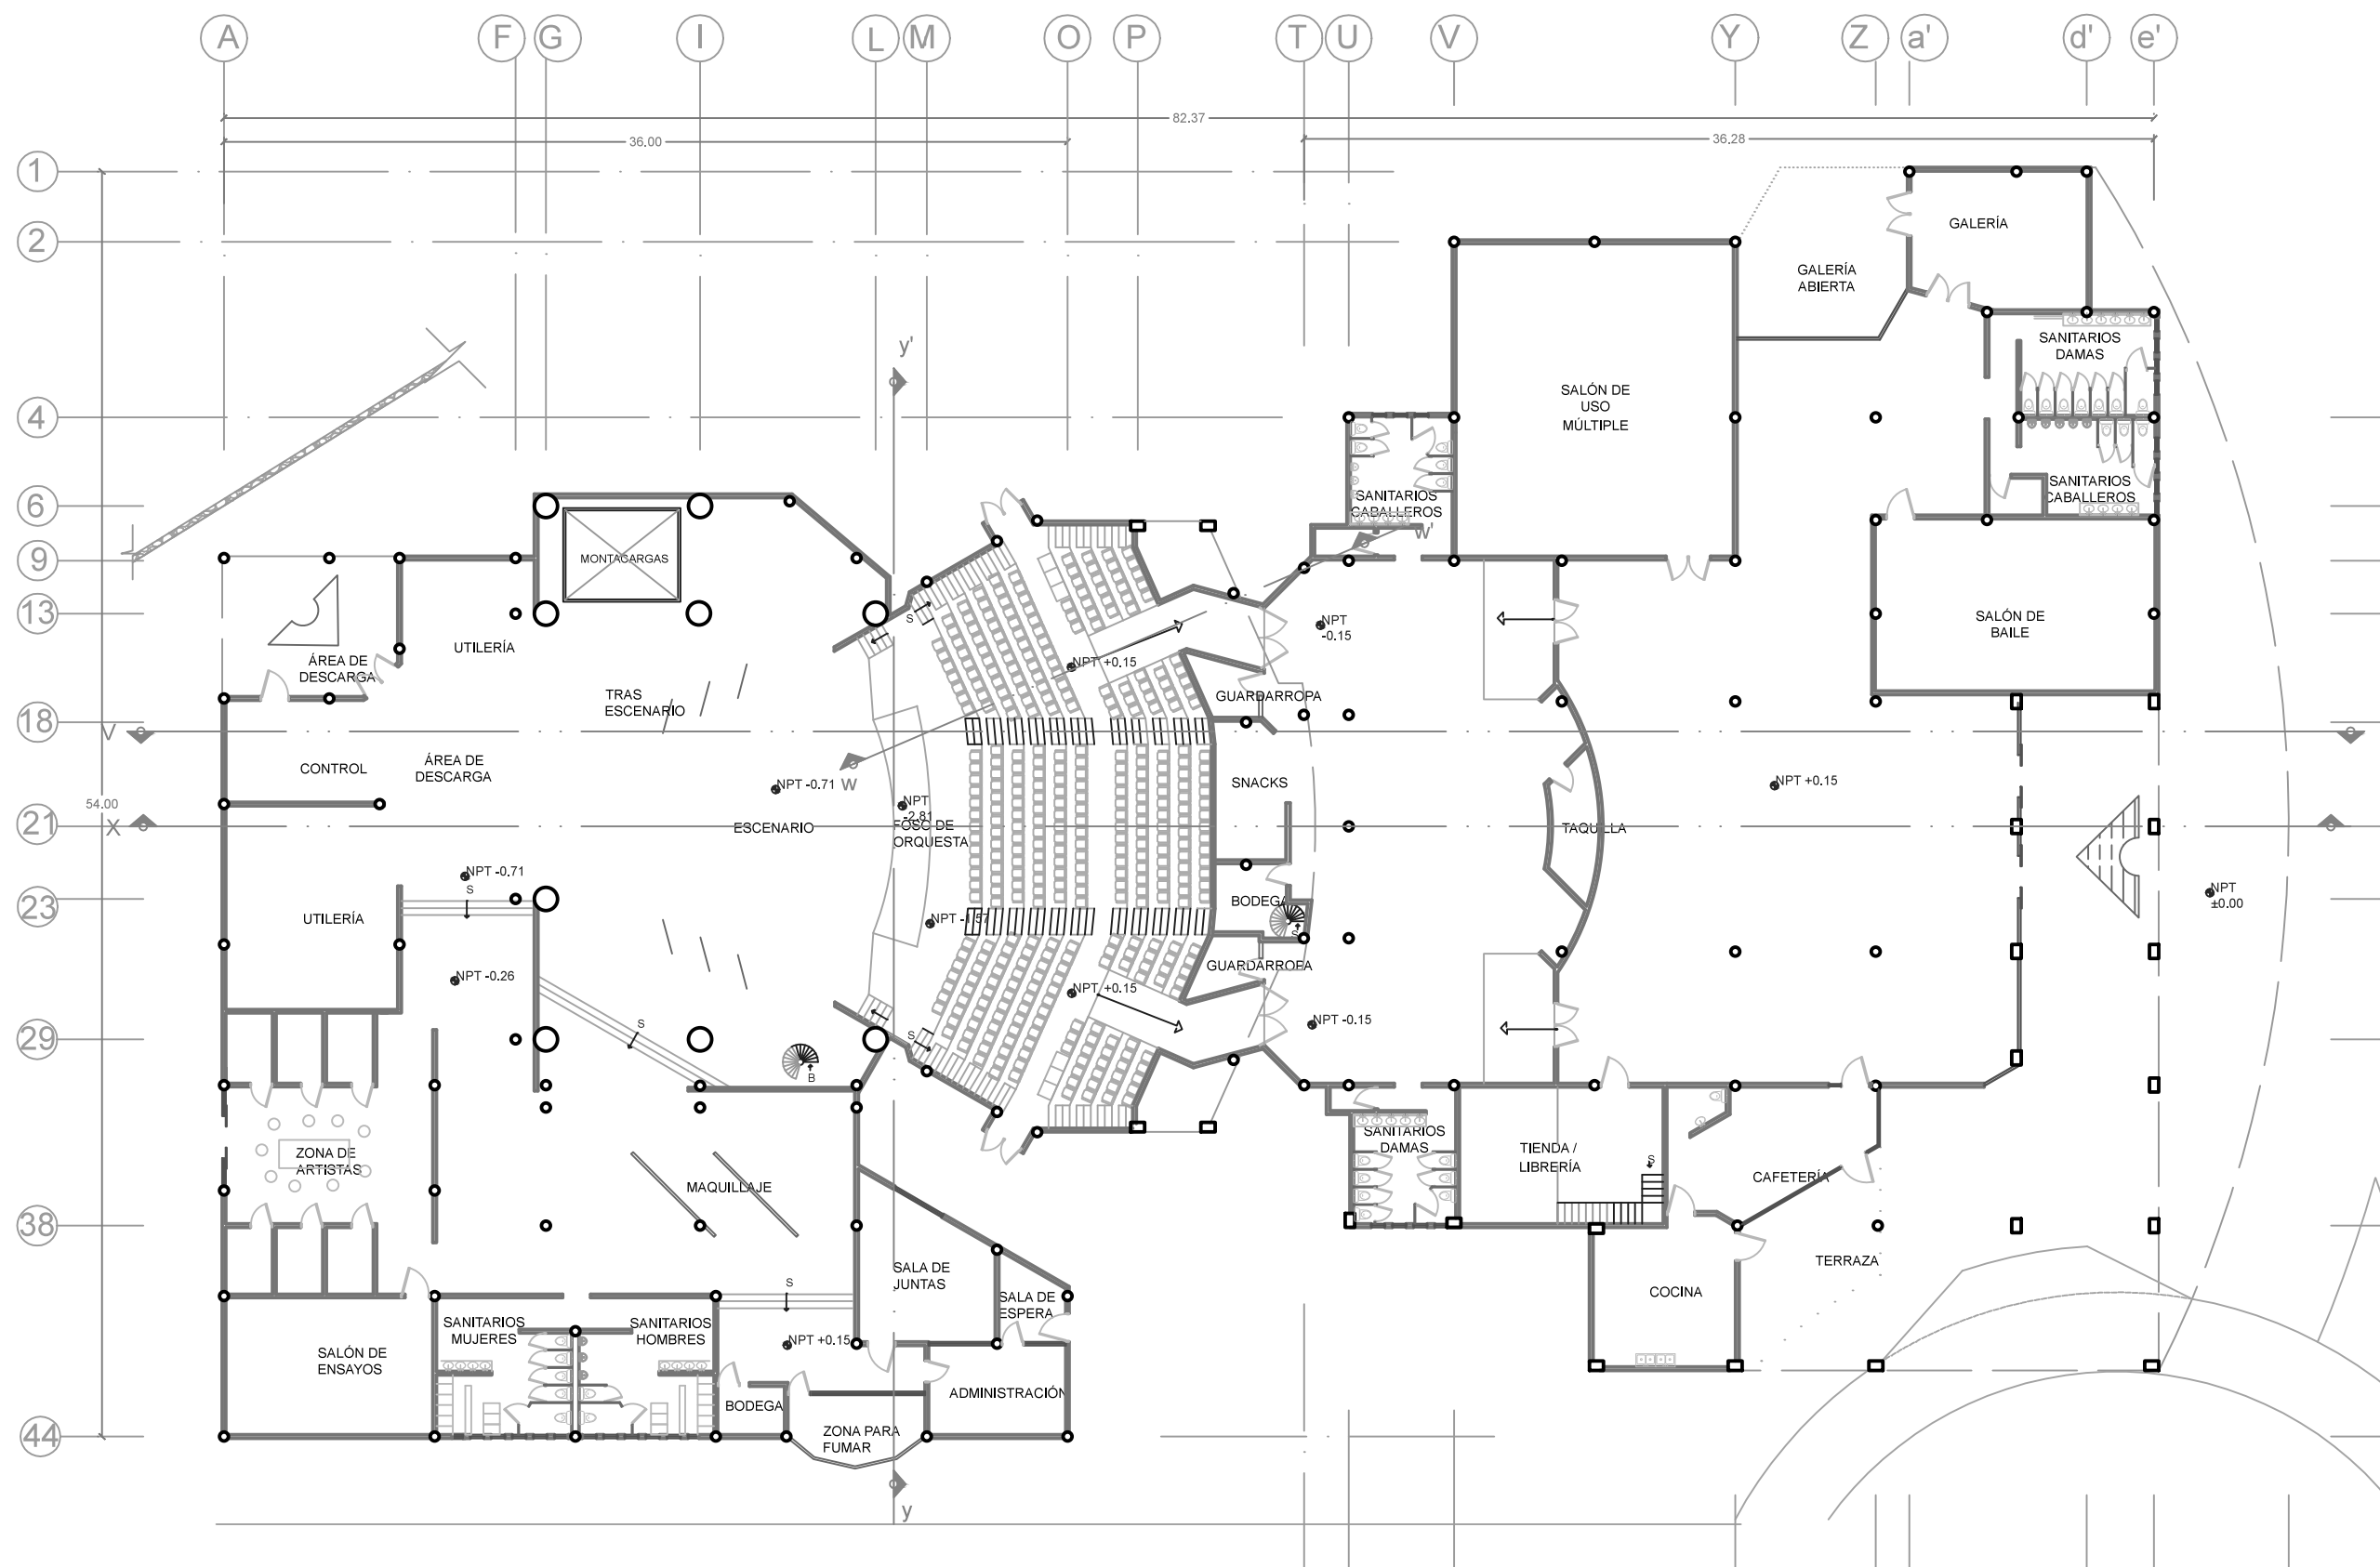 A F G I L M O P T U V Y Z a' d' e'
82.37
36.00
36.28
1
2
4
6
9
13
18
21
23
29
38
44
54.00
GALERÍA
GALERÍA
ABIERTA
SANITARIOS
DAMAS
y'
SALÓN DE
USO
MÚLTIPLE
SANITARIOS
CABALLEROS
SANITARIOS
CABALLEROS
w'
MONTACARGAS
S
NPT
-0.15
SALÓN DE
BAILE
UTILERÍA
ÁREA DE
DESCARGA
NPT +0.15
TRAS
ESCENARIO
GUARDARROPA
V
CONTROL
ÁREA DE
DESCARGA
NPT -0.71
W
SNACKS
NPT +0.15
NPT
-2.81
X
ESCENARIO
FOSO DE
ORQUESTA
TAQUILLA
NPT -0.71
S
NPT
±0.00
UTILERÍA
NPT -1.57
BODEGA
S
NPT -0.26
GUARDARROPA
NPT +0.15
S
S
NPT -0.15
B
ZONA DE
ARTISTAS
SANITARIOS
DAMAS
TIENDA /
LIBRERÍA
S
CAFETERÍA
MAQUILLAJE
SALA DE
JUNTAS
TERRAZA
S
SALA DE
ESPERA
COCINA
SANITARIOS
MUJERES
SANITARIOS
HOMBRES
NPT +0.15
SALÓN DE
ENSAYOS
ADMINISTRACIÓN
BODEGA
ZONA PARA
FUMAR
y